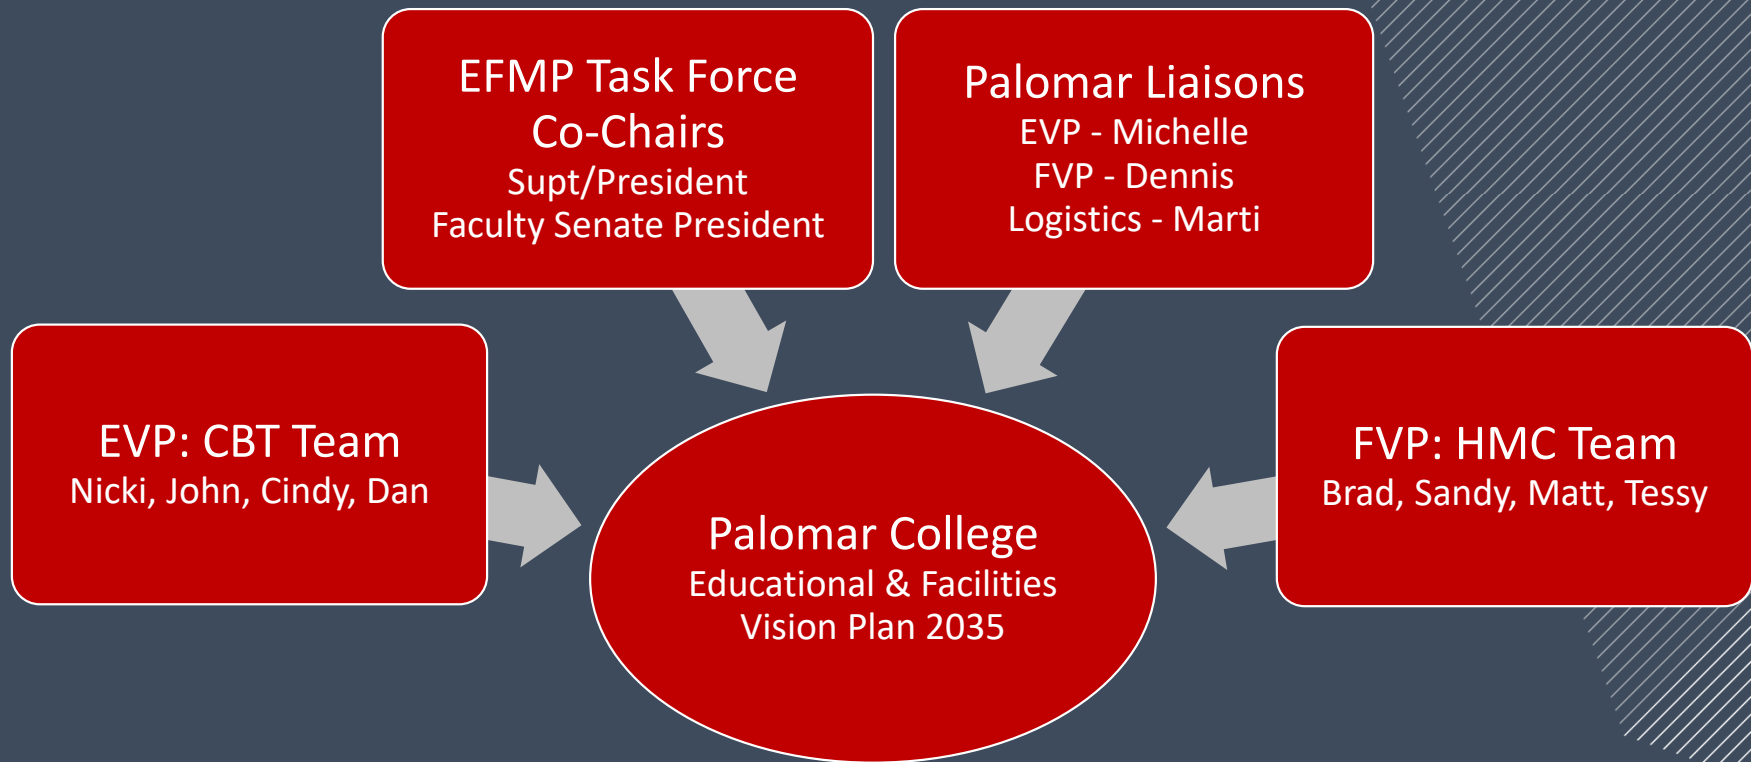 EFMP Task Force
Co-Chairs
Supt/President
Faculty Senate President
Palomar Liaisons
EVP - Michelle
FVP - Dennis
Logistics - Marti
EVP: CBT Team
Nicki, John, Cindy, Dan
FVP: HMC Team
Brad, Sandy, Matt, Tessy
Palomar College
Educational & Facilities
Vision Plan 2035